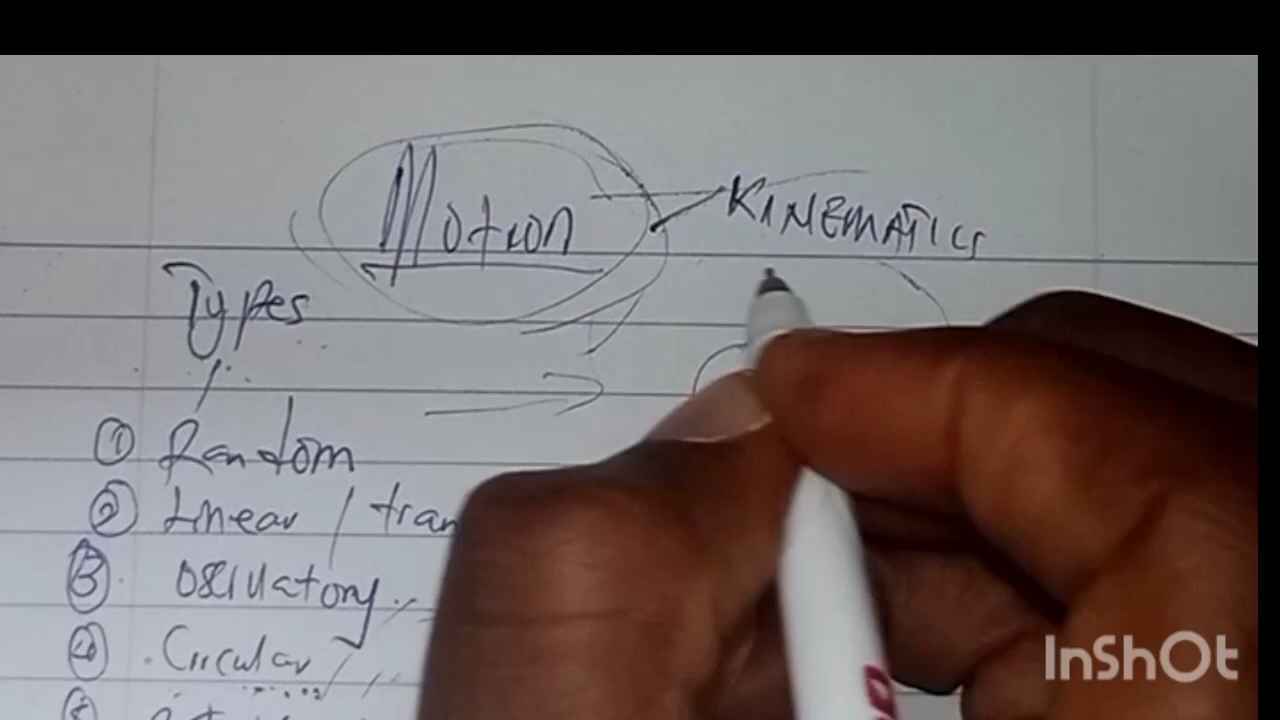 Motion KINEMATICS
Types
① Random
② Linear / tran
③ Oscillatory
④ Circular
InShOt